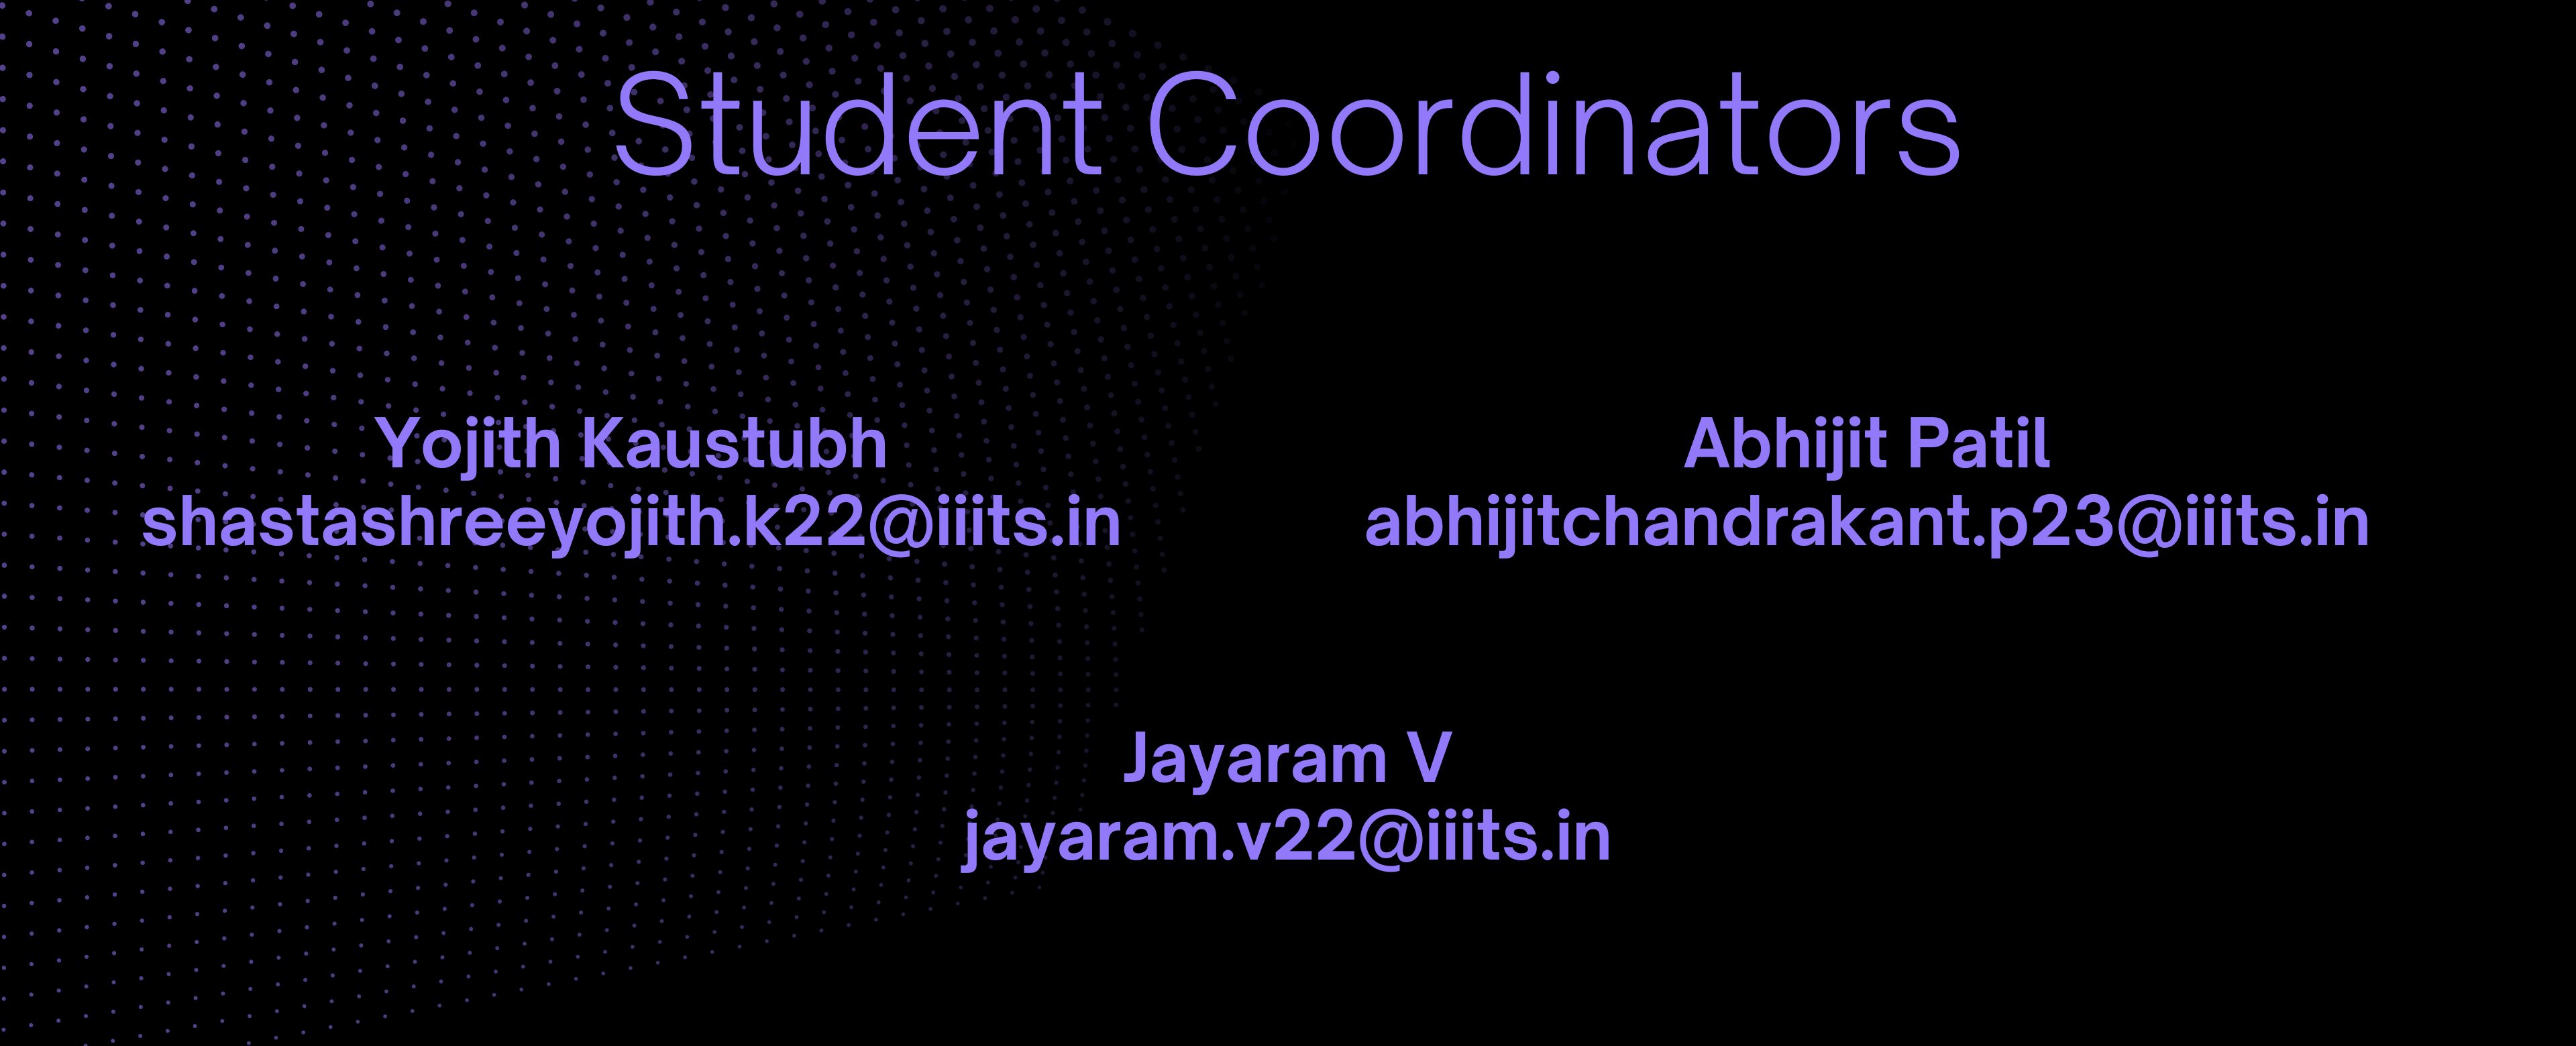 Student Coordinators
Yojith Kaustubh
shastashreeyojith.k22@iiits.in
Abhijit Patil
abhijitchandrakant.p23@iiits.in
Jayaram V
jayaram.v22@iiits.in